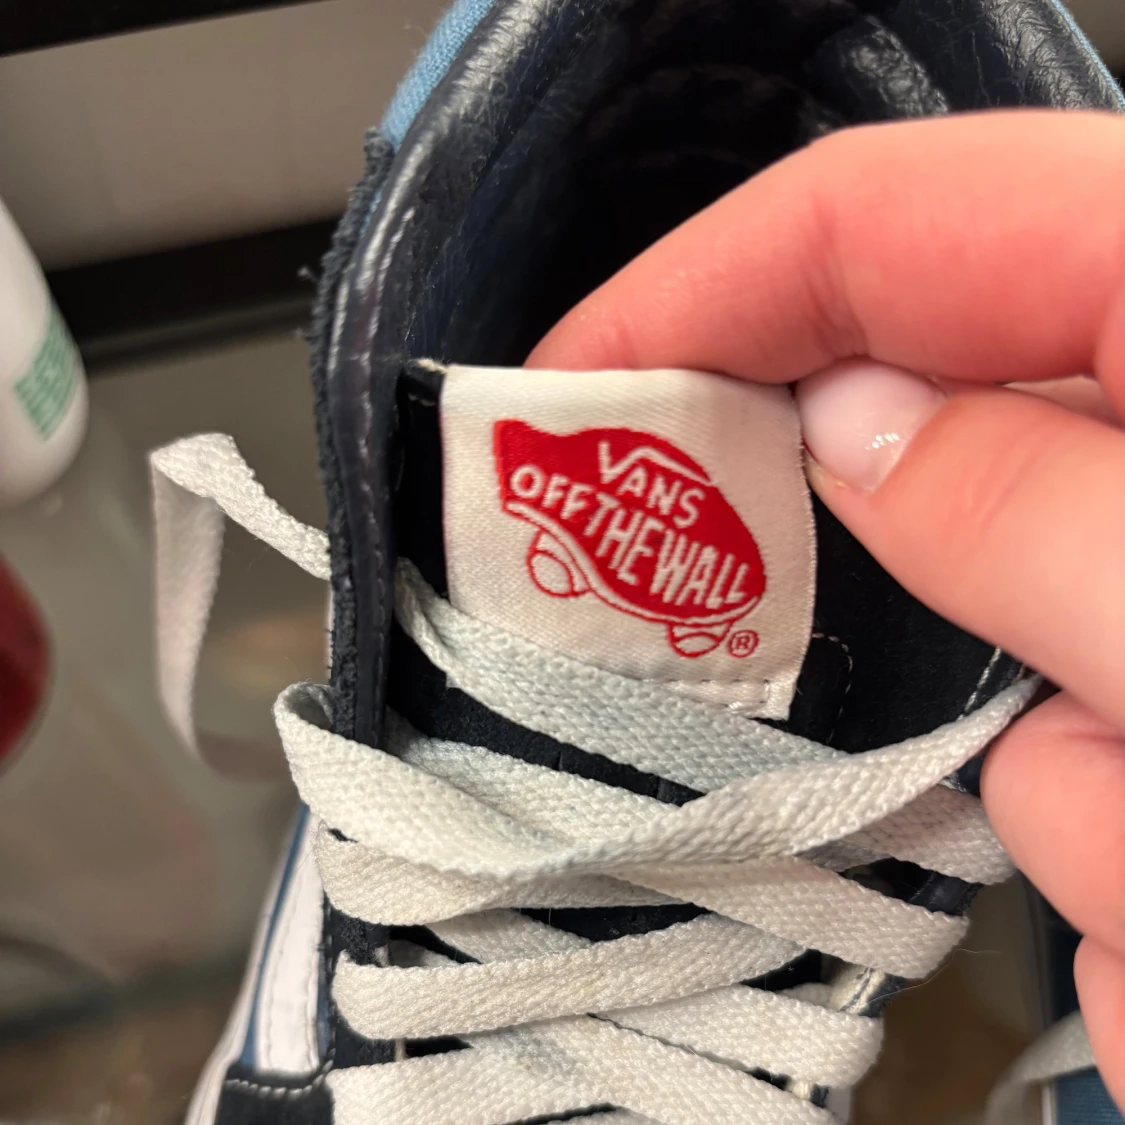 VANS
OFF THE WALL
®